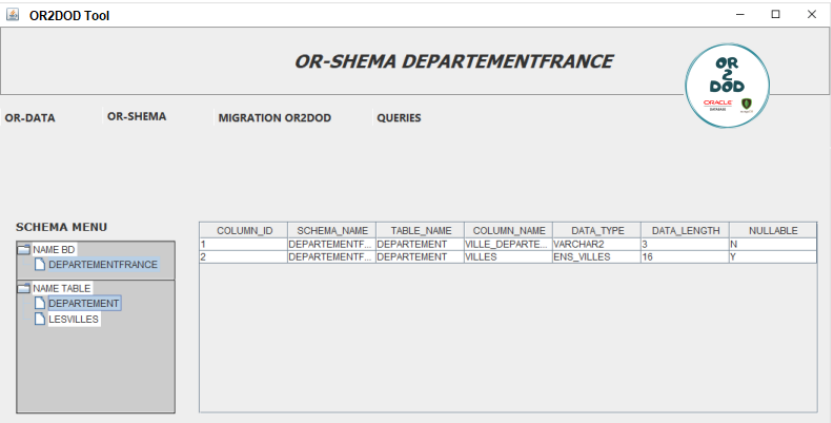 OR2DOD Tool
OR-SHEMA DEPARTEMENTFRANCE
OR
2
DOD
ORACLE
OR-DATA OR-SHEMA MIGRATION OR2DOD QUERIES
SCHEMA MENU
NAME BD
DEPARTEMENTFRANCE
NAME TABLE
DEPARTEMENT
LESVILLES
COLUMN_ID SCHEMA_NAME TABLE_NAME COLUMN_NAME DATA_TYPE DATA_LENGTH NULLABLE
1 DEPARTEMENTF... DEPARTEMENT VILLE_DEPARTE... VARCHAR2 3 N
2 DEPARTEMENTF... DEPARTEMENT VILLES ENS_VILLES 16 Y